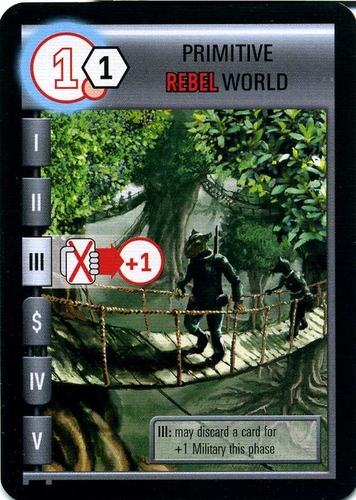 1 1
PRIMITIVE
REBEL WORLD
I
II
III
+1
$
IV
V
III: may discard a card for
+1 Military this phase